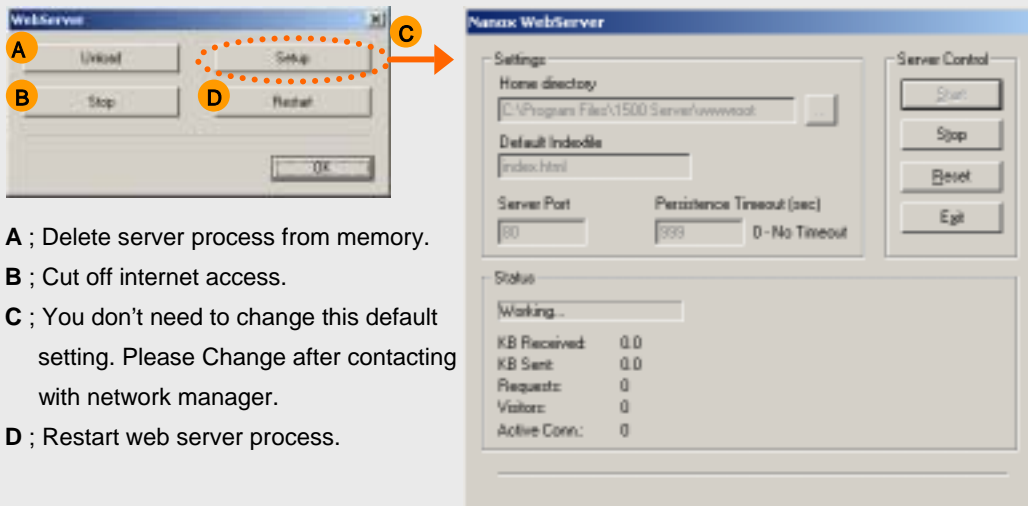 WebServer
A
Unload
C
Setup
B
Stop
D
Restart
OK
A ; Delete server process from memory.
B ; Cut off internet access.
C ; You don’t need to change this default
setting. Please Change after contacting
with network manager.
D ; Restart web server process.
Nanox WebServer
Settings
Home directory
C:\Program Files\1500 Server\wwwroot
...
Default Indexfile
index.html
Server Port
Persistence Timeout (sec)
80
999
0 - No Timeout
Server Control
Start
Stop
Reset
Exit
Status
Working...
KB Received: 0.0
KB Sent: 0.0
Requests: 0
Visitors: 0
Active Conn.: 0